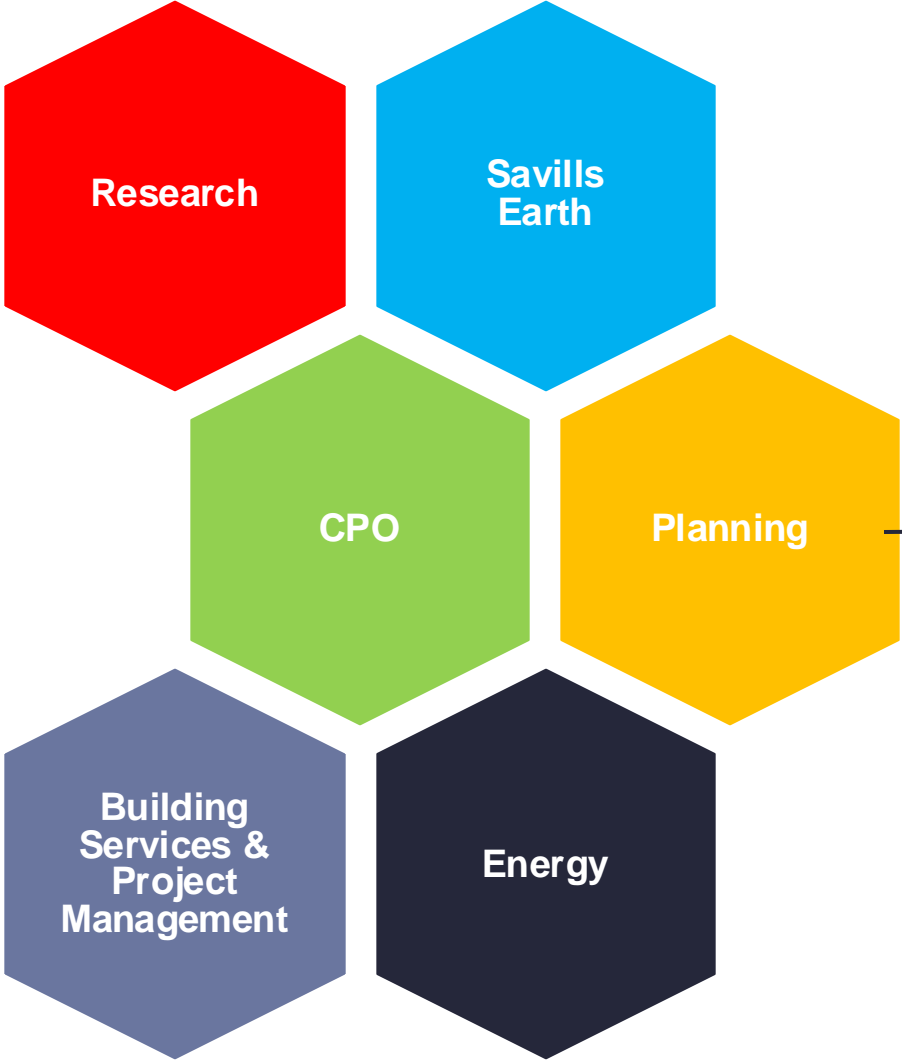 Research
Savills
Earth
CPO
Planning
Building
Services &
Project
Management
Energy